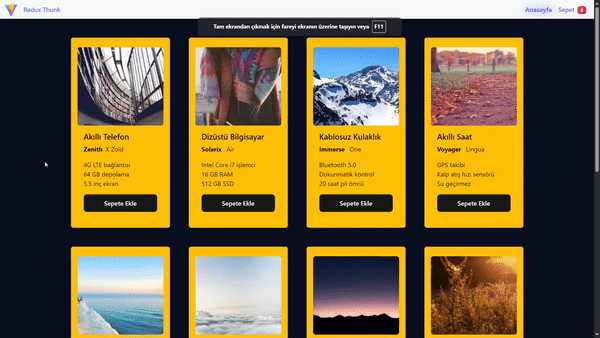 Redux Thunk
Anasayfa Sepet 4
Tam ekrandan çıkmak için fareyi ekranın üzerine taşıyın veya F11
Akıllı Telefon
Zenith X Zold
4G LTE bağlantısı
64 GB depolama
5.5 inç ekran
Sepete Ekle
Dizüstü Bilgisayar
Solarix Air
Intel Core i7 işlemci
16 GB RAM
512 GB SSD
Sepete Ekle
Kablosuz Kulaklık
Immerse One
Bluetooth 5.0
Dokunmatik kontrol
20 saat pil ömrü
Sepete Ekle
Akıllı Saat
Voyager Lingua
GPS takibi
Kalp atış hızı sensörü
Su geçirmez
Sepete Ekle